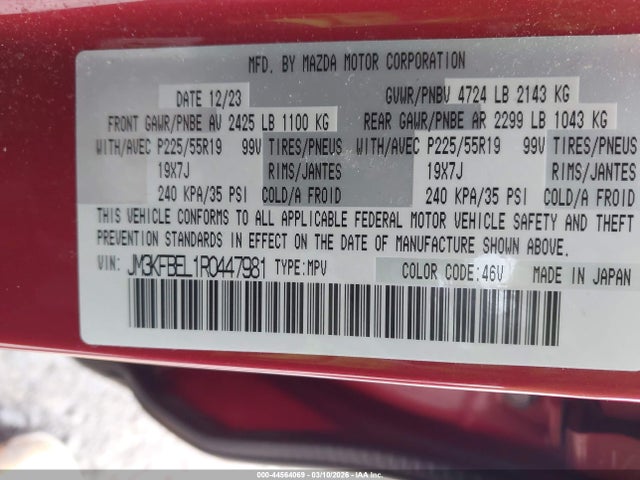 MFD. BY MAZDA MOTOR CORPORATION
DATE 12/23 GVWR/PNBV 4724 LB 2143 KG
FRONT GAWR/PNBE AV 2425 LB 1100 KG REAR GAWR/PNBE AR 2299 LB 1043 KG
WITH/AVEC P225/55R19 99V TIRES/PNEUS WITH/AVEC P225/55R19 99V TIRES/PNEUS
19X7J RIMS/JANTES 19X7J RIMS/JANTES
240 KPA/35 PSI COLD/A FROID 240 KPA/35 PSI COLD/A FROID
THIS VEHICLE CONFORMS TO ALL APPLICABLE FEDERAL MOTOR VEHICLE SAFETY AND THEFT
PREVENTION STANDARDS IN EFFECT ON THE DATE OF MANUFACTURE SHOWN ABOVE.
VIN: JM3KFBEL1R0447981 TYPE:MPV COLOR CODE:46V MADE IN JAPAN
000-44564069 — 03/10/2026 — IAA Inc.